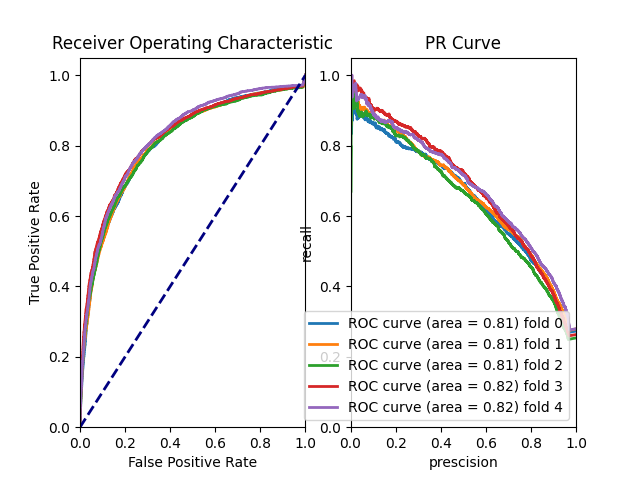 Receiver Operating Characteristic
True Positive Rate
1.0
0.8
0.6
0.4
0.2
0.0
0.0 0.2 0.4 0.6 0.8 1.0
False Positive Rate
PR Curve
recall
1.0
0.8
0.6
0.4
0.2
0.0
0.0 0.2 0.4 0.6 0.8 1.0
prescision
ROC curve (area = 0.81) fold 0
ROC curve (area = 0.81) fold 1
ROC curve (area = 0.81) fold 2
ROC curve (area = 0.82) fold 3
ROC curve (area = 0.82) fold 4